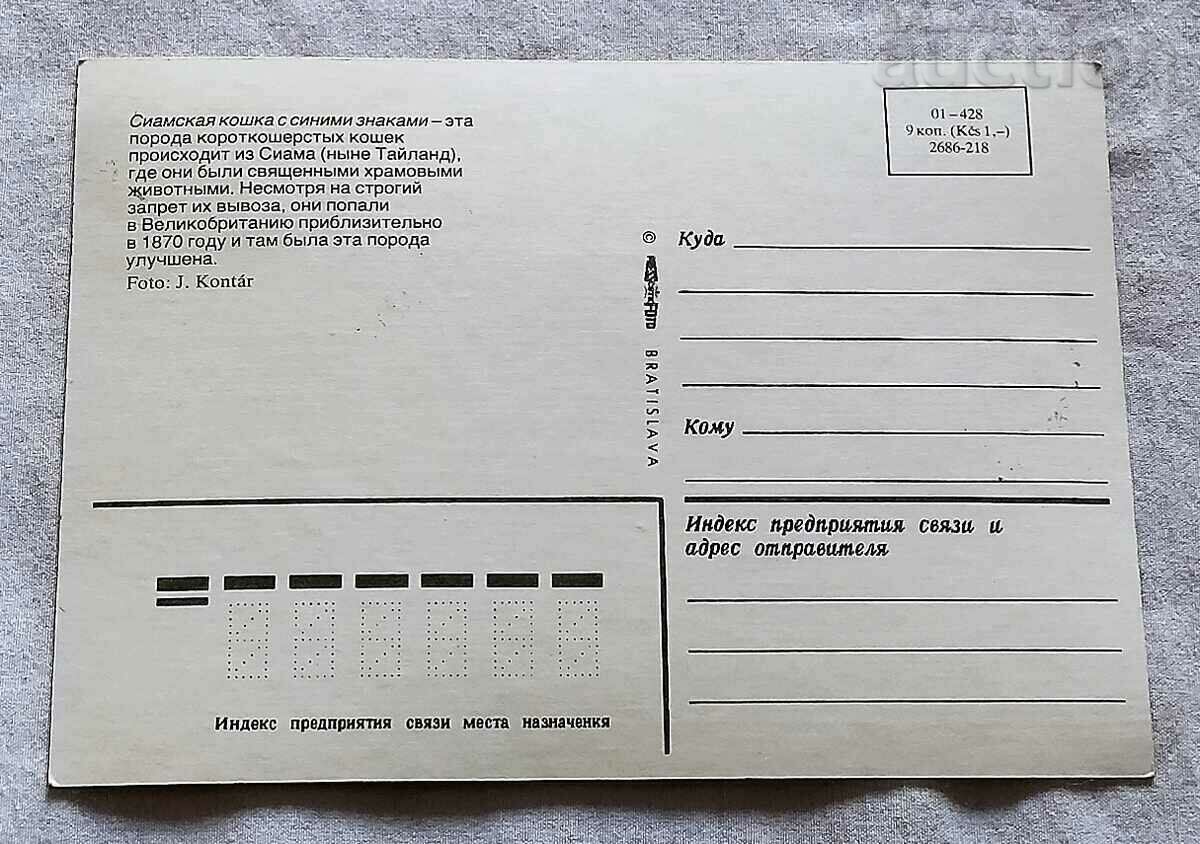 Сиамская кошка с синими знаками – эта
порода короткошерстых кошек
происходит из Сиама (ныне Тайланд),
где они были священными храмовыми
животными. Несмотря на строгий
запрет их вывоза, они попали
в Великобританию приблизительно
в 1870 году и там была эта порода
улучшена.
Foto: J. Kontár
01–428
9 коп. (Kčs 1,–)
2686-218
©
FOTO
BRATISLAVA
Куда
Кому
Индекс предприятия связи и
адрес отправителя
Индекс предприятия связи места назначения